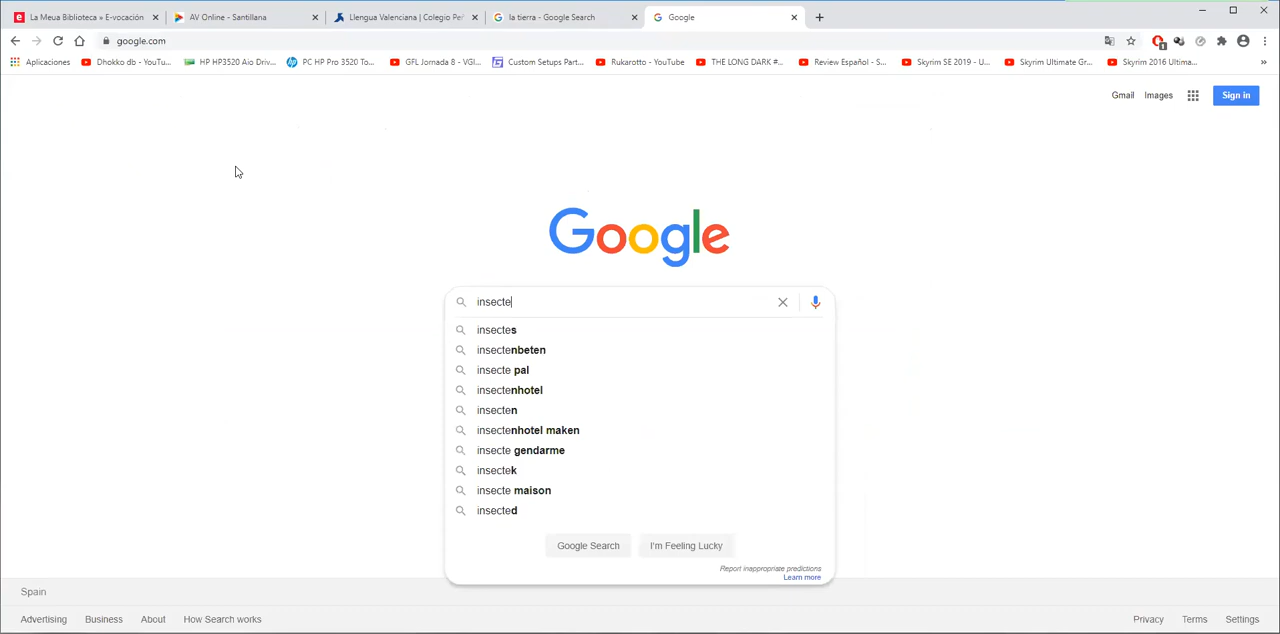 La Meua Biblioteca » E-vocación
AV Online - Santillana
Llengua Valenciana | Colegio Pe
la tierra - Google Search
Google
google.com
Aplicaciones
Dhokko db - YouTu...
HP HP3520 Aio Driv...
PC HP Pro 3520 To...
GFL Jornada 8 - VGI...
Custom Setups Part...
Rukarotto - YouTube
THE LONG DARK #...
Review Español - S...
Skyrim SE 2019 - U...
Skyrim Ultimate Gr...
Skyrim 2016 Ultima...
»
Gmail Images Sign in
Google
insecte
insectes
insectenbeten
insecte pal
insectenhotel
insecten
insectenhotel maken
insecte gendarme
insectek
insecte maison
insected
Google Search I'm Feeling Lucky
Report inappropriate predictions
Learn more
Spain
Advertising Business About How Search works Privacy Terms Settings